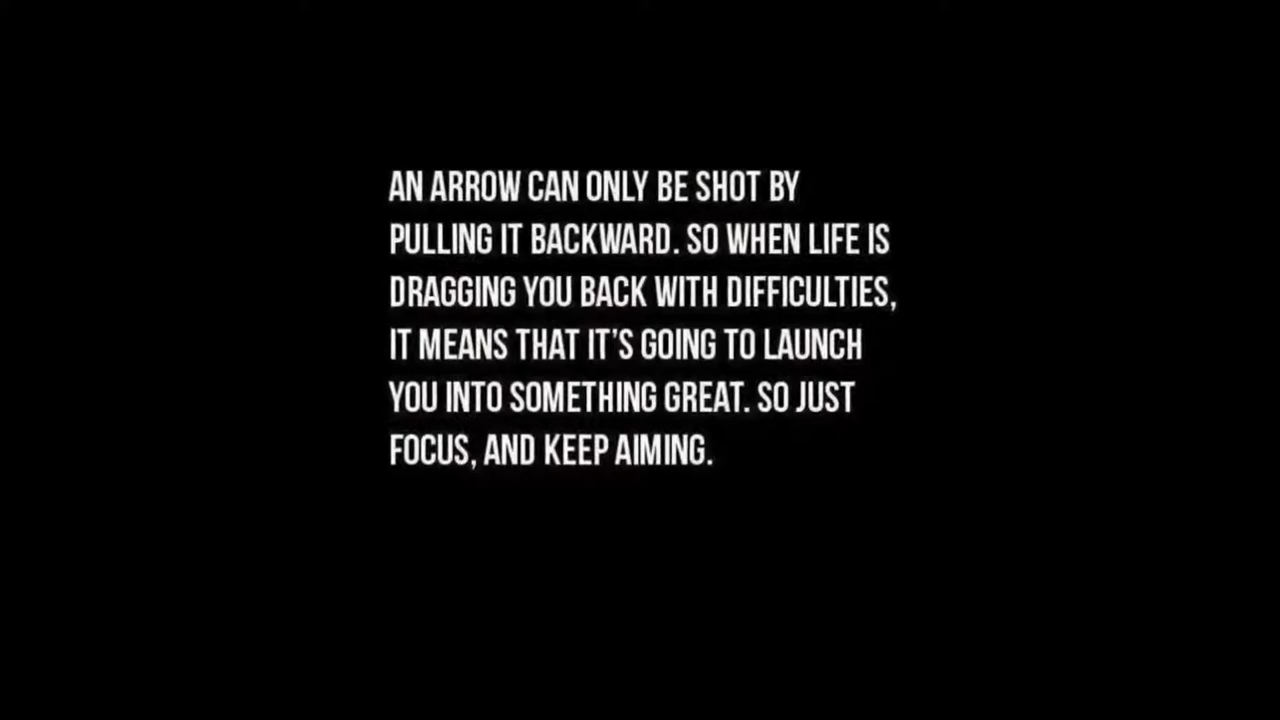 AN ARROW CAN ONLY BE SHOT BY
PULLING IT BACKWARD. SO WHEN LIFE IS
DRAGGING YOU BACK WITH DIFFICULTIES,
IT MEANS THAT IT’S GOING TO LAUNCH
YOU INTO SOMETHING GREAT. SO JUST
FOCUS, AND KEEP AIMING.